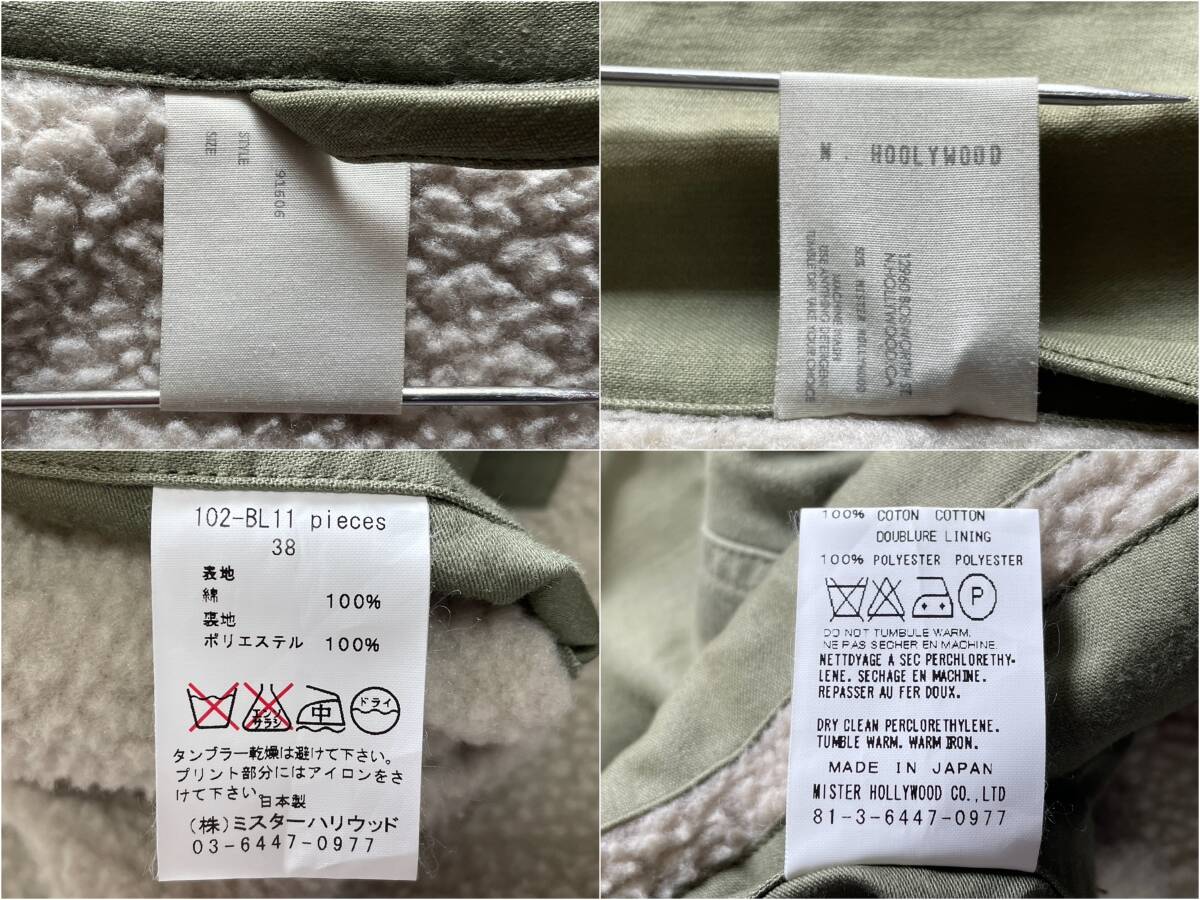 STYLE
SIZE
91606
N. HOOLYWOOD
12960 BOSWORTH ST.
N.HOLLYWOOD.CA
MISTER HOLLYWOOD
MACHINE WASH
USE ANYTHING DETERGENT
TUMBLE DRY TAKE YOUR CHOICE
102-BL11 pieces
38
表地
綿 100%
裏地
ポリエステル 100%
エンソ
サラシ
中
ドライ
タンブラー乾燥は避けて下さい。
プリント部分にはアイロンをさ
けて下さい。
日本製
(株)ミスターハリウッド
03-6447-0977
100% COTON COTTON
DOUBLURE LINING
100% POLYESTER POLYESTER
P
DO NOT TUMBULE WARM.
NE PAS SECHER EN MACHINE.
NETTOYAGE A SEC PERCHLORETHY-
LENE. SECHAGE EN MACHINE.
REPASSER AU FER DOUX.
DRY CLEAN PERCLORETHYLENE.
TUMBLE WARM. WARM IRON.
MADE IN JAPAN
MISTER HOLLYWOOD CO.,LTD
81-3-6447-0977